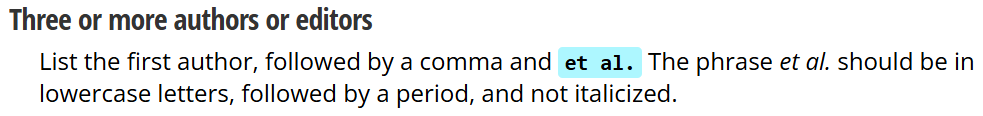 Three or more authors or editors
List the first author, followed by a comma and et al. The phrase et al. should be in
lowercase letters, followed by a period, and not italicized.